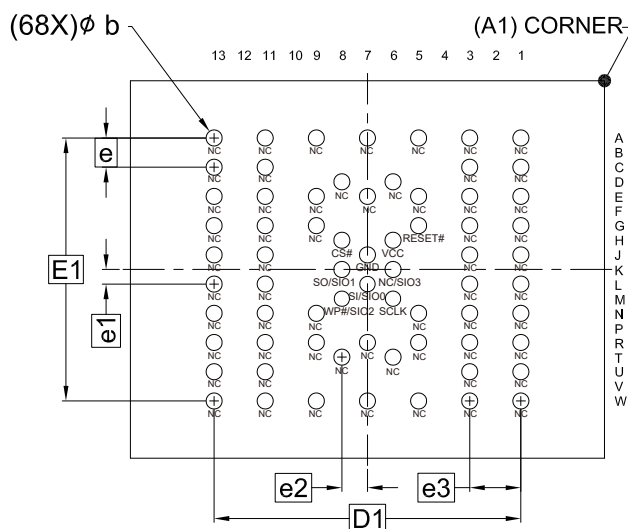 (68X)ϕ b
(A1) CORNER
13 12 11 10 9 8 7 6 5 4 3 2 1
A
B
C
D
E
F
G
H
J
K
L
M
N
P
R
T
U
V
W
NC NC NC NC NC NC NC
NC NC NC NC
NC NC
NC NC NC NC NC NC NC
NC NC NC RESET# NC NC
CS# VCC
NC NC GND NC NC
SO/SIO1 NC/SIO3
NC NC SI/SIO0 NC NC
WP#/SIO2 SCLK
NC NC NC NC NC NC
NC NC NC NC NC NC NC
NC NC
NC NC NC NC
NC NC NC NC NC NC NC
e
E1
e1
e2
e3
D1